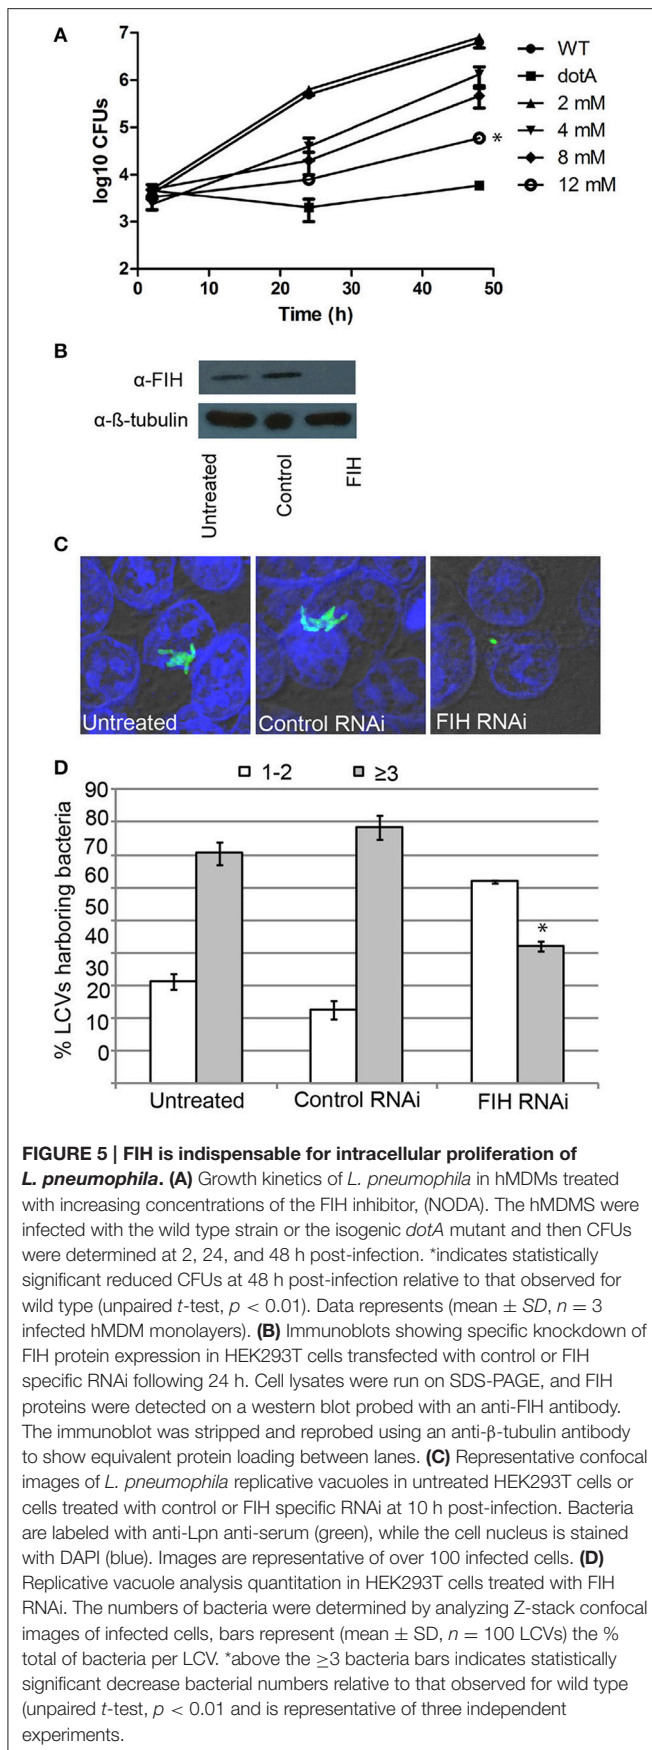 A
7
6
5
4
3
2
log10 CFUs
0 10 20 30 40 50
Time (h)
*
WT
dotA
2 mM
4 mM
8 mM
12 mM
B
α-FIH
α-ß-tubulin
Untreated
Control
FIH
C
Untreated
Control RNAi
FIH RNAi
D
1-2 ≥3
90
80
70
60
50
40
30
20
10
0
% LCVs harboring bacteria
*
Untreated Control RNAi FIH RNAi
FIGURE 5 | FIH is indispensable for intracellular proliferation of
L. pneumophila. (A) Growth kinetics of L. pneumophila in hMDMs treated
with increasing concentrations of the FIH inhibitor, (NODA). The hMDMS were
infected with the wild type strain or the isogenic dotA mutant and then CFUs
were determined at 2, 24, and 48 h post-infection. *indicates statistically
significant reduced CFUs at 48 h post-infection relative to that observed for
wild type (unpaired t-test, p < 0.01). Data represents (mean ± SD, n = 3
infected hMDM monolayers). (B) Immunoblots showing specific knockdown of
FIH protein expression in HEK293T cells transfected with control or FIH
specific RNAi following 24 h. Cell lysates were run on SDS-PAGE, and FIH
proteins were detected on a western blot probed with an anti-FIH antibody.
The immunoblot was stripped and reprobed using an anti-β-tubulin antibody
to show equivalent protein loading between lanes. (C) Representative confocal
images of L. pneumophila replicative vacuoles in untreated HEK293T cells or
cells treated with control or FIH specific RNAi at 10 h post-infection. Bacteria
are labeled with anti-Lpn anti-serum (green), while the cell nucleus is stained
with DAPI (blue). Images are representative of over 100 infected cells. (D)
Replicative vacuole analysis quantitation in HEK293T cells treated with FIH
RNAi. The numbers of bacteria were determined by analyzing Z-stack confocal
images of infected cells, bars represent (mean ± SD, n = 100 LCVs) the %
total of bacteria per LCV. *above the ≥3 bacteria bars indicates statistically
significant decrease bacterial numbers relative to that observed for wild type
(unpaired t-test, p < 0.01 and is representative of three independent
experiments.